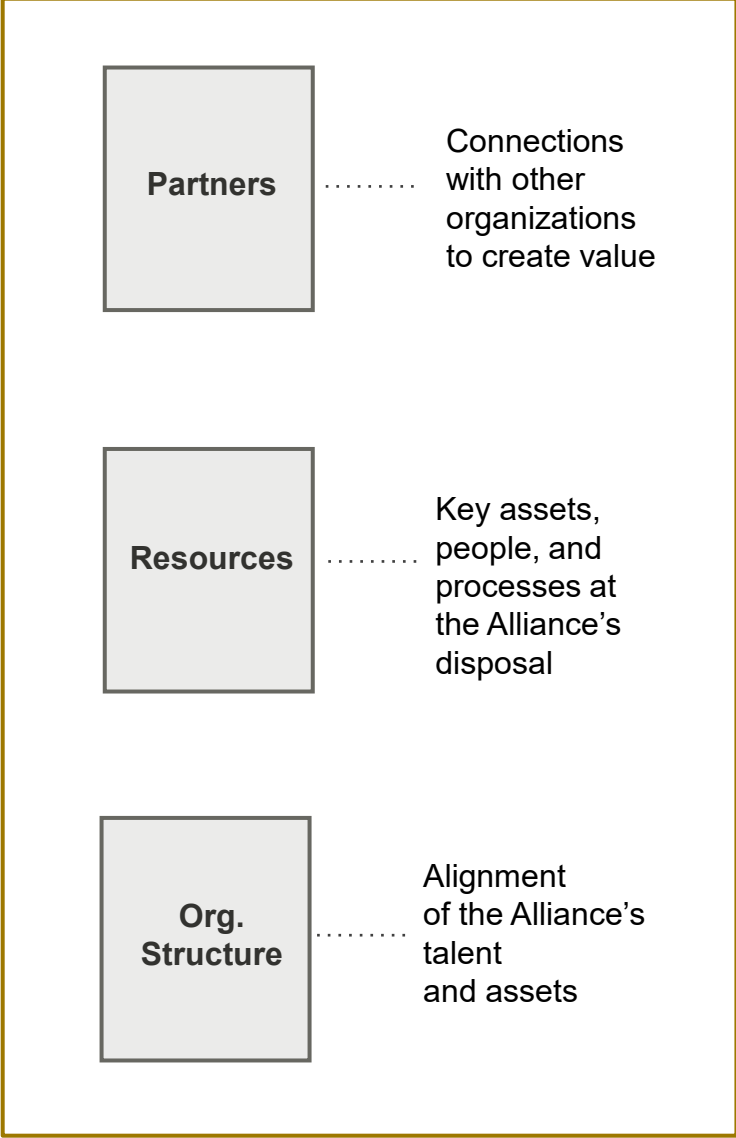 Partners
Connections
with other
organizations
to create value
Resources
Key assets,
people, and
processes at
the Alliance’s
disposal
Org.
Structure
Alignment
of the Alliance’s
talent
and assets